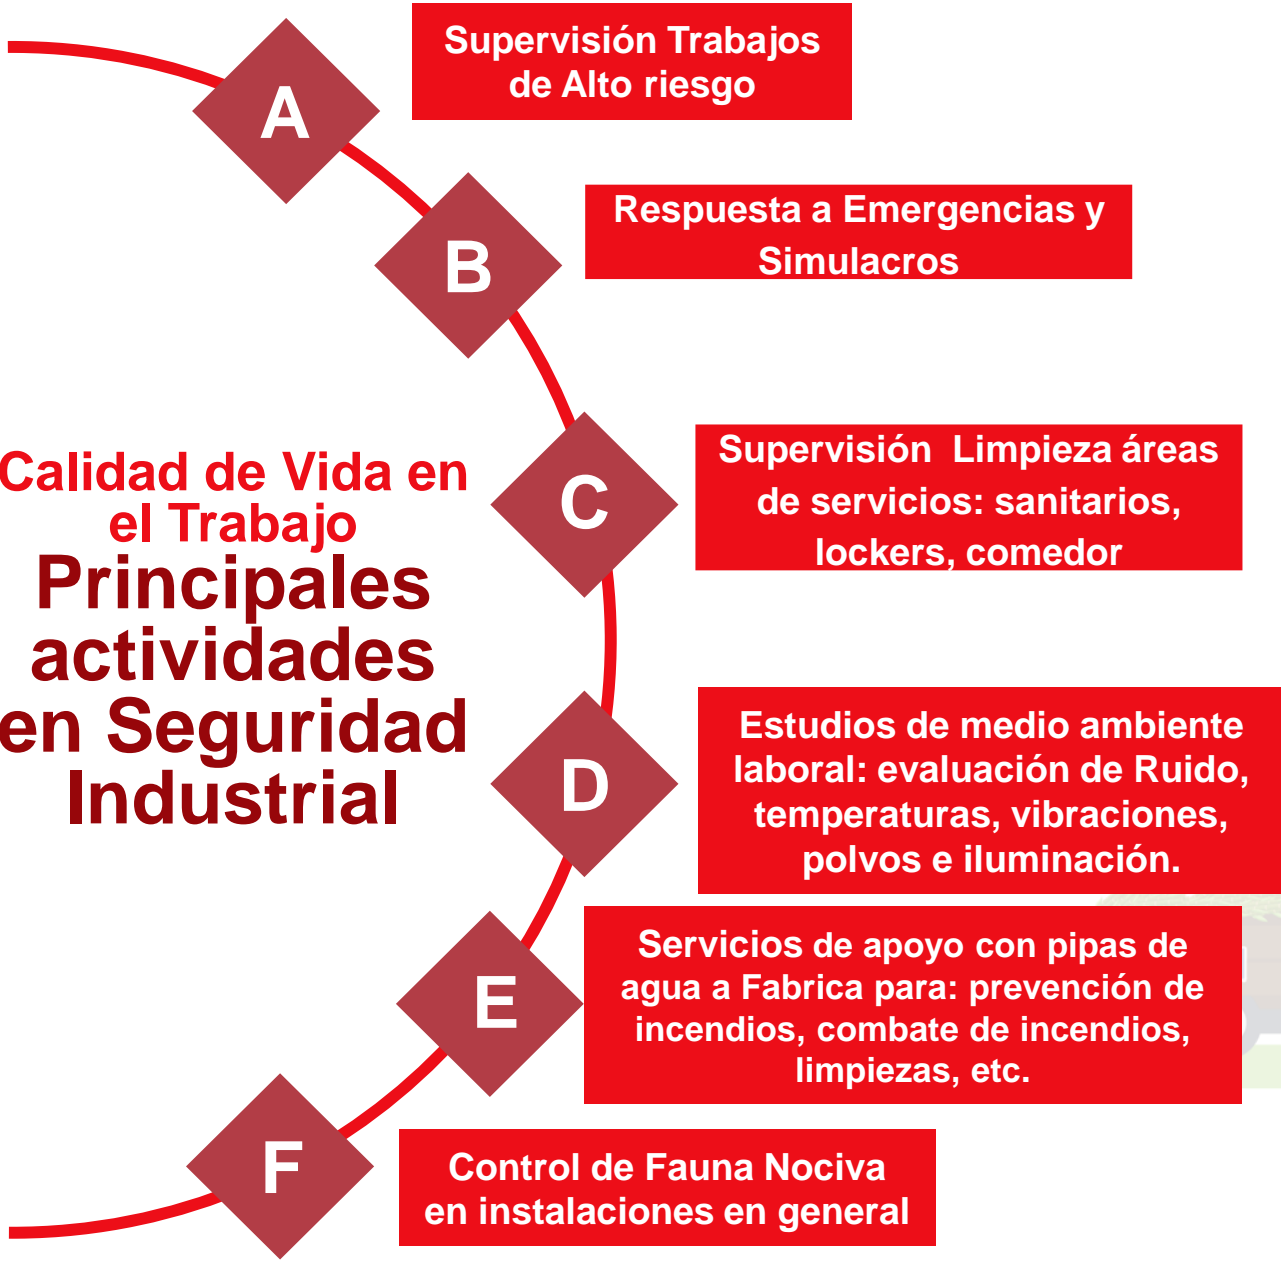 A
Supervisión Trabajos
de Alto riesgo
B
Respuesta a Emergencias y
Simulacros
Calidad de Vida en
el Trabajo
Principales
actividades
en Seguridad
Industrial
C
Supervisión  Limpieza áreas
de servicios: sanitarios,
lockers, comedor
D
Estudios de medio ambiente
laboral: evaluación de Ruido,
temperaturas, vibraciones,
polvos e iluminación.
E
Servicios de apoyo con pipas de
agua a Fabrica para: prevención de
incendios, combate de incendios,
limpiezas, etc.
F
Control de Fauna Nociva
en instalaciones en general